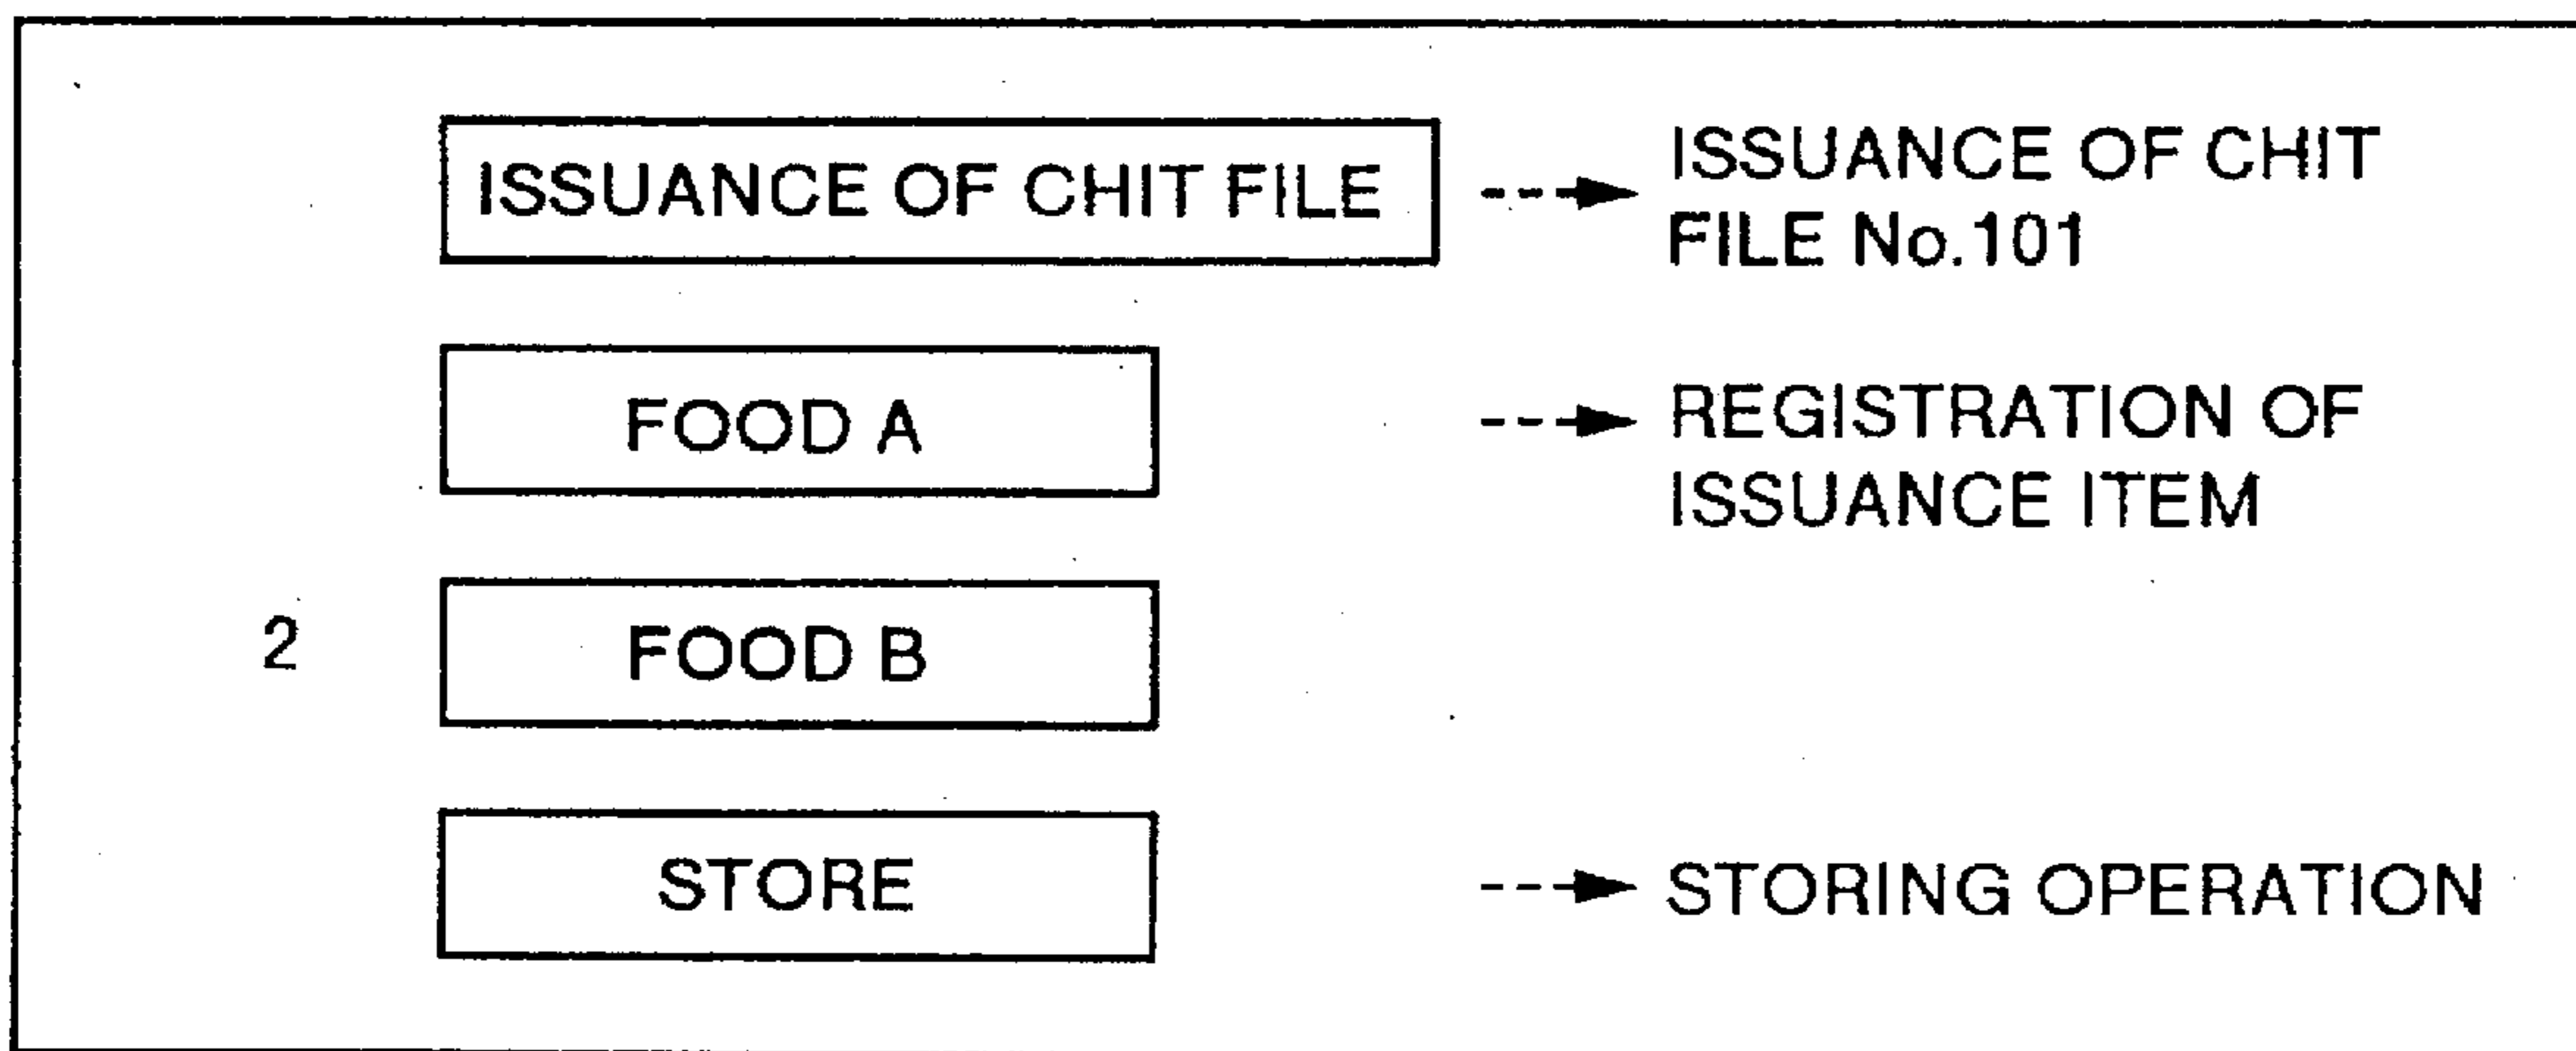 ISSUANCE OF CHIT FILE
ISSUANCE OF CHIT
FILE No.101
FOOD A
REGISTRATION OF
ISSUANCE ITEM
2
FOOD B
STORE
STORING OPERATION